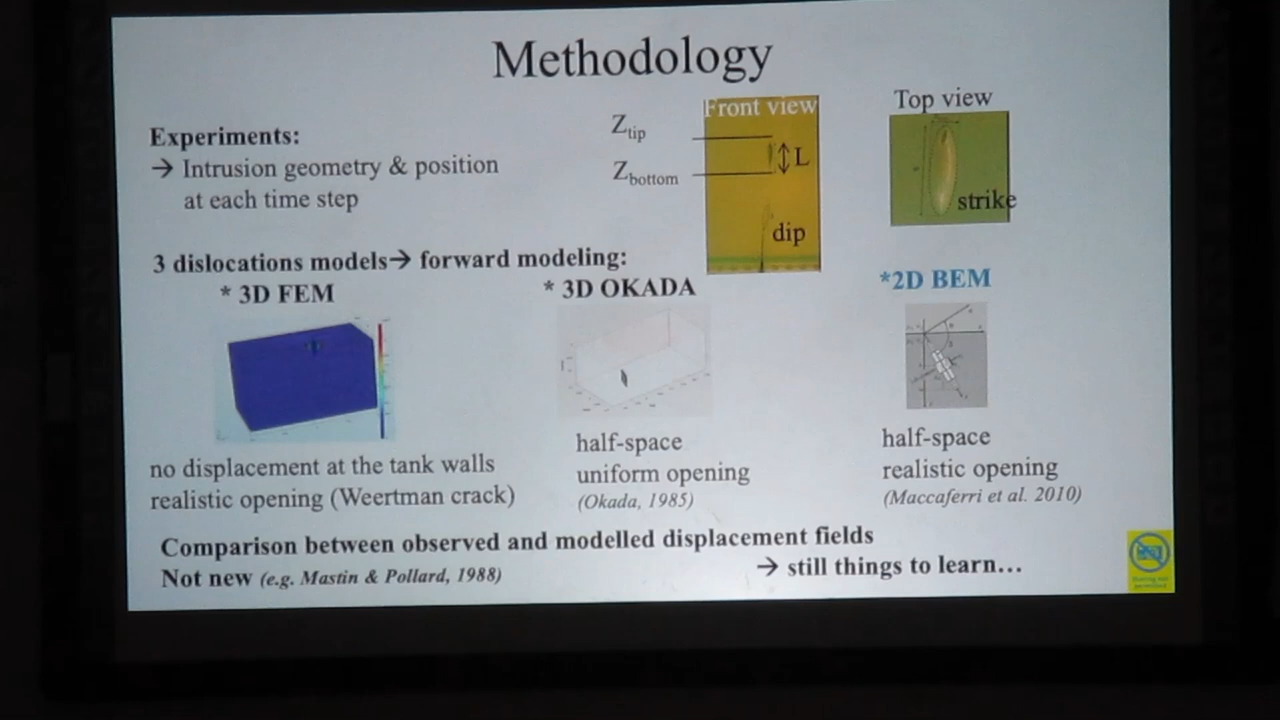 Methodology
Experiments:
→ Intrusion geometry & position
at each time step
Z tip
Z bottom
Front view
L
dip
Top view
strike
3 dislocations models→ forward modeling:
* 3D FEM
* 3D OKADA
*2D BEM
no displacement at the tank walls
realistic opening (Weertman crack)
half-space
uniform opening
(Okada, 1985)
half-space
realistic opening
(Maccaferri et al. 2010)
Comparison between observed and modelled displacement fields
Not new (e.g. Mastin & Pollard, 1988)
→ still things to learn...